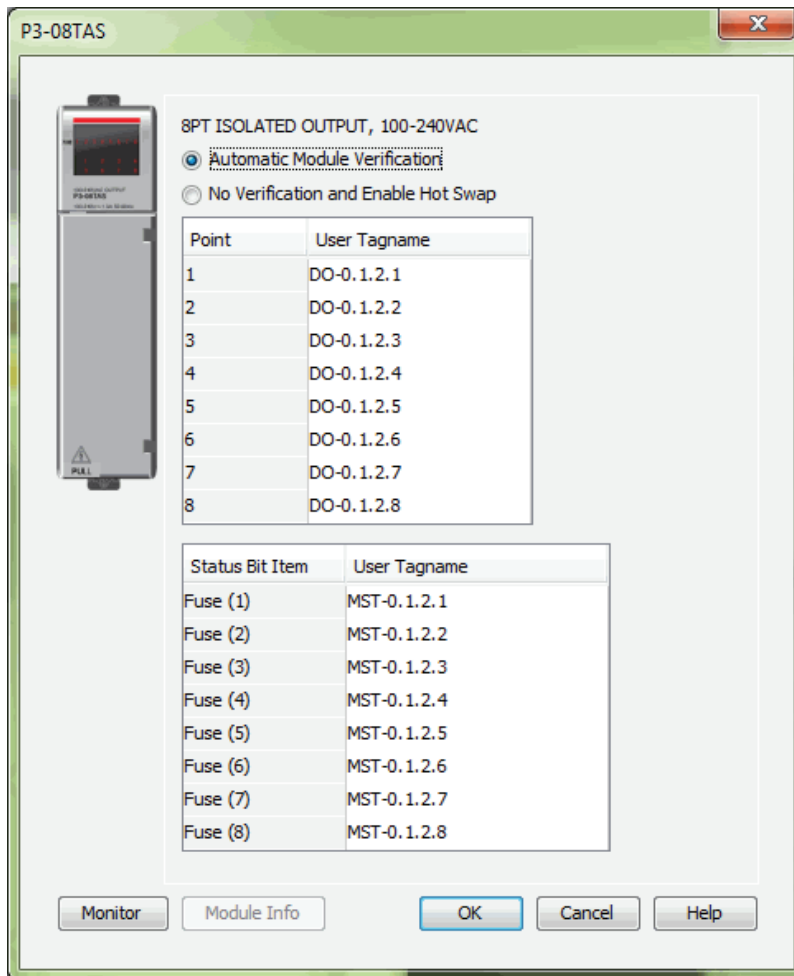 P3-08TAS
8PT ISOLATED OUTPUT, 100-240VAC
Automatic Module Verification
No Verification and Enable Hot Swap
P3-08TAS
Point User Tagname
1 DO-0.1.2.1
2 DO-0.1.2.2
3 DO-0.1.2.3
4 DO-0.1.2.4
5 DO-0.1.2.5
6 DO-0.1.2.6
7 DO-0.1.2.7
8 DO-0.1.2.8
PULL
Status Bit Item User Tagname
Fuse (1) MST-0.1.2.1
Fuse (2) MST-0.1.2.2
Fuse (3) MST-0.1.2.3
Fuse (4) MST-0.1.2.4
Fuse (5) MST-0.1.2.5
Fuse (6) MST-0.1.2.6
Fuse (7) MST-0.1.2.7
Fuse (8) MST-0.1.2.8
Monitor Module Info OK Cancel Help